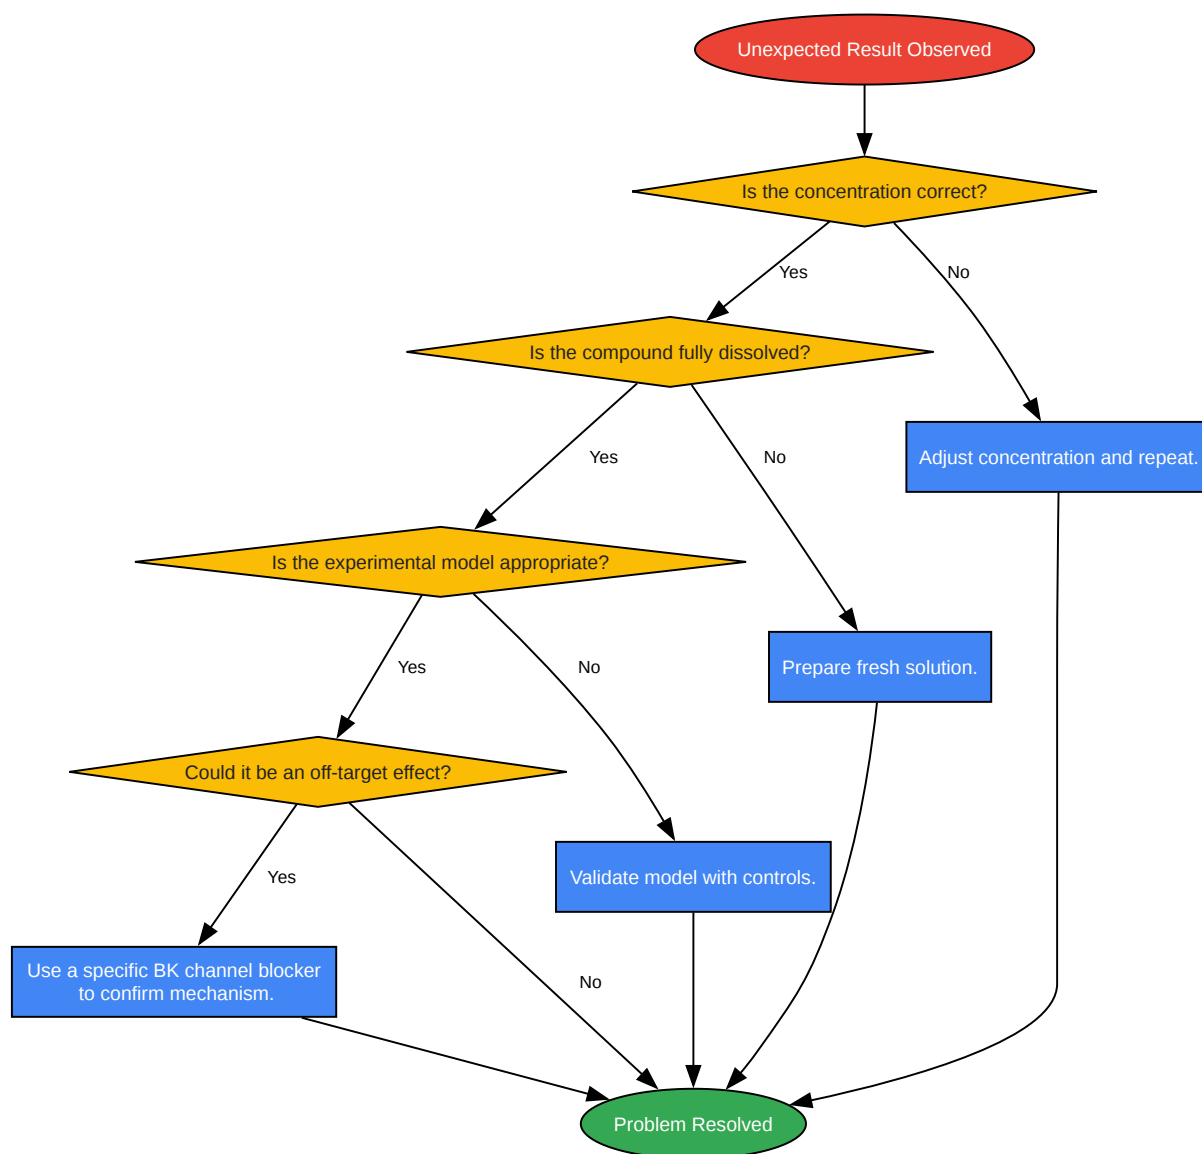 Unexpected Result Observed
Is the concentration correct?
Yes
No
Is the compound fully dissolved?
Adjust concentration and repeat.
Yes
No
Is the experimental model appropriate?
Yes
No
Prepare fresh solution.
Could it be an off-target effect?
Yes
Validate model with controls.
Use a specific BK channel blocker
to confirm mechanism.
No
Problem Resolved